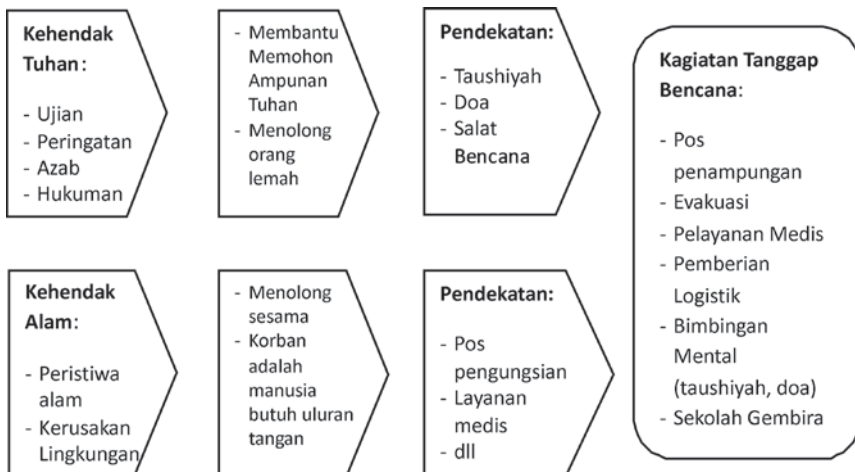 Kehendak
Tuhan:
- Ujian
- Peringatan
- Azab
- Hukuman
- Membantu
Memohon
Ampunan
Tuhan
- Menolong
orang
lemah
Pendekatan:
- Taushiyah
- Doa
- Salat
Bencana
Kehendak
Alam:
- Peristiwa
alam
- Kerusakan
Lingkungan
- Menolong
sesama
- Korban
adalah
manusia
butuh uluran
tangan
Pendekatan:
- Pos
pengungsian
- Layanan
medis
- dll
Kagiatan Tanggap
Bencana:
- Pos
penampungan
- Evakuasi
- Pelayanan Medis
- Pemberian
Logistik
- Bimbingan
Mental
(taushiyah, doa)
- Sekolah Gembira